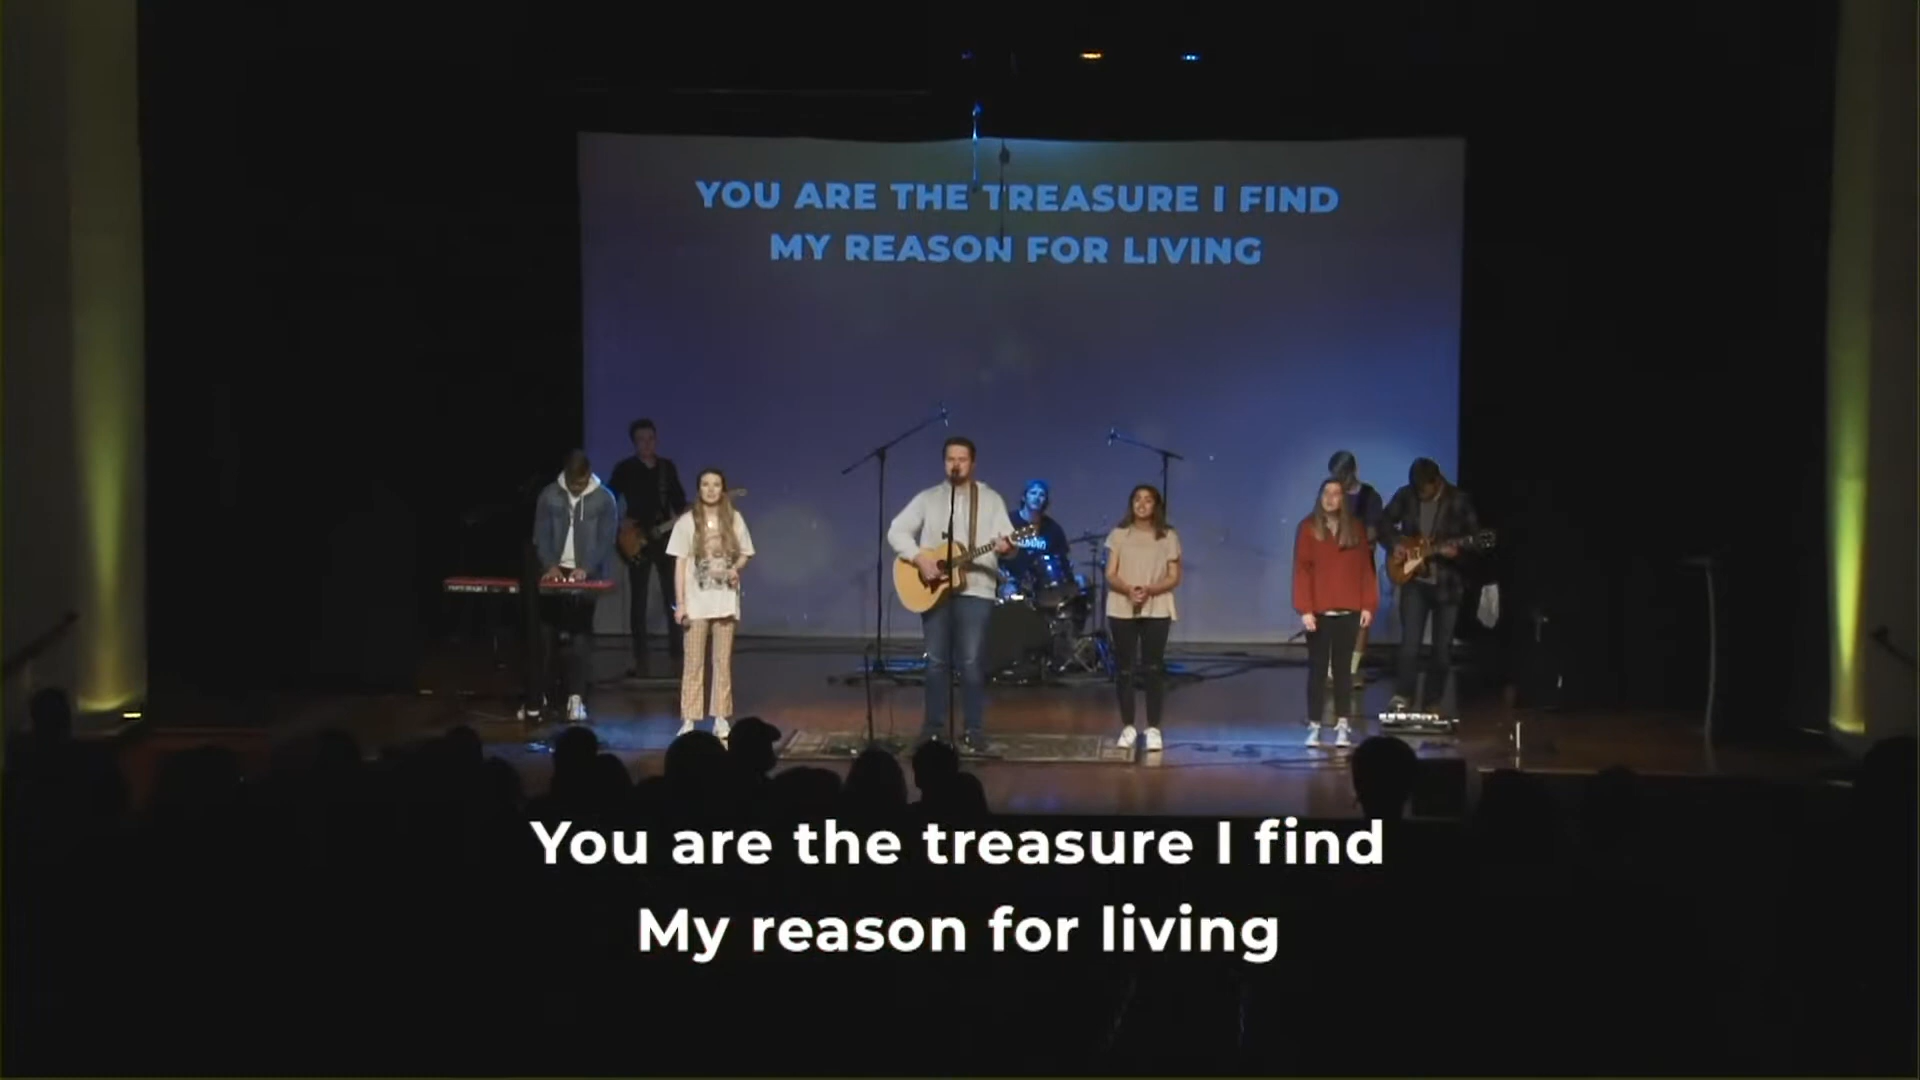 YOU ARE THE TREASURE I FIND
MY REASON FOR LIVING
You are the treasure I find
My reason for living